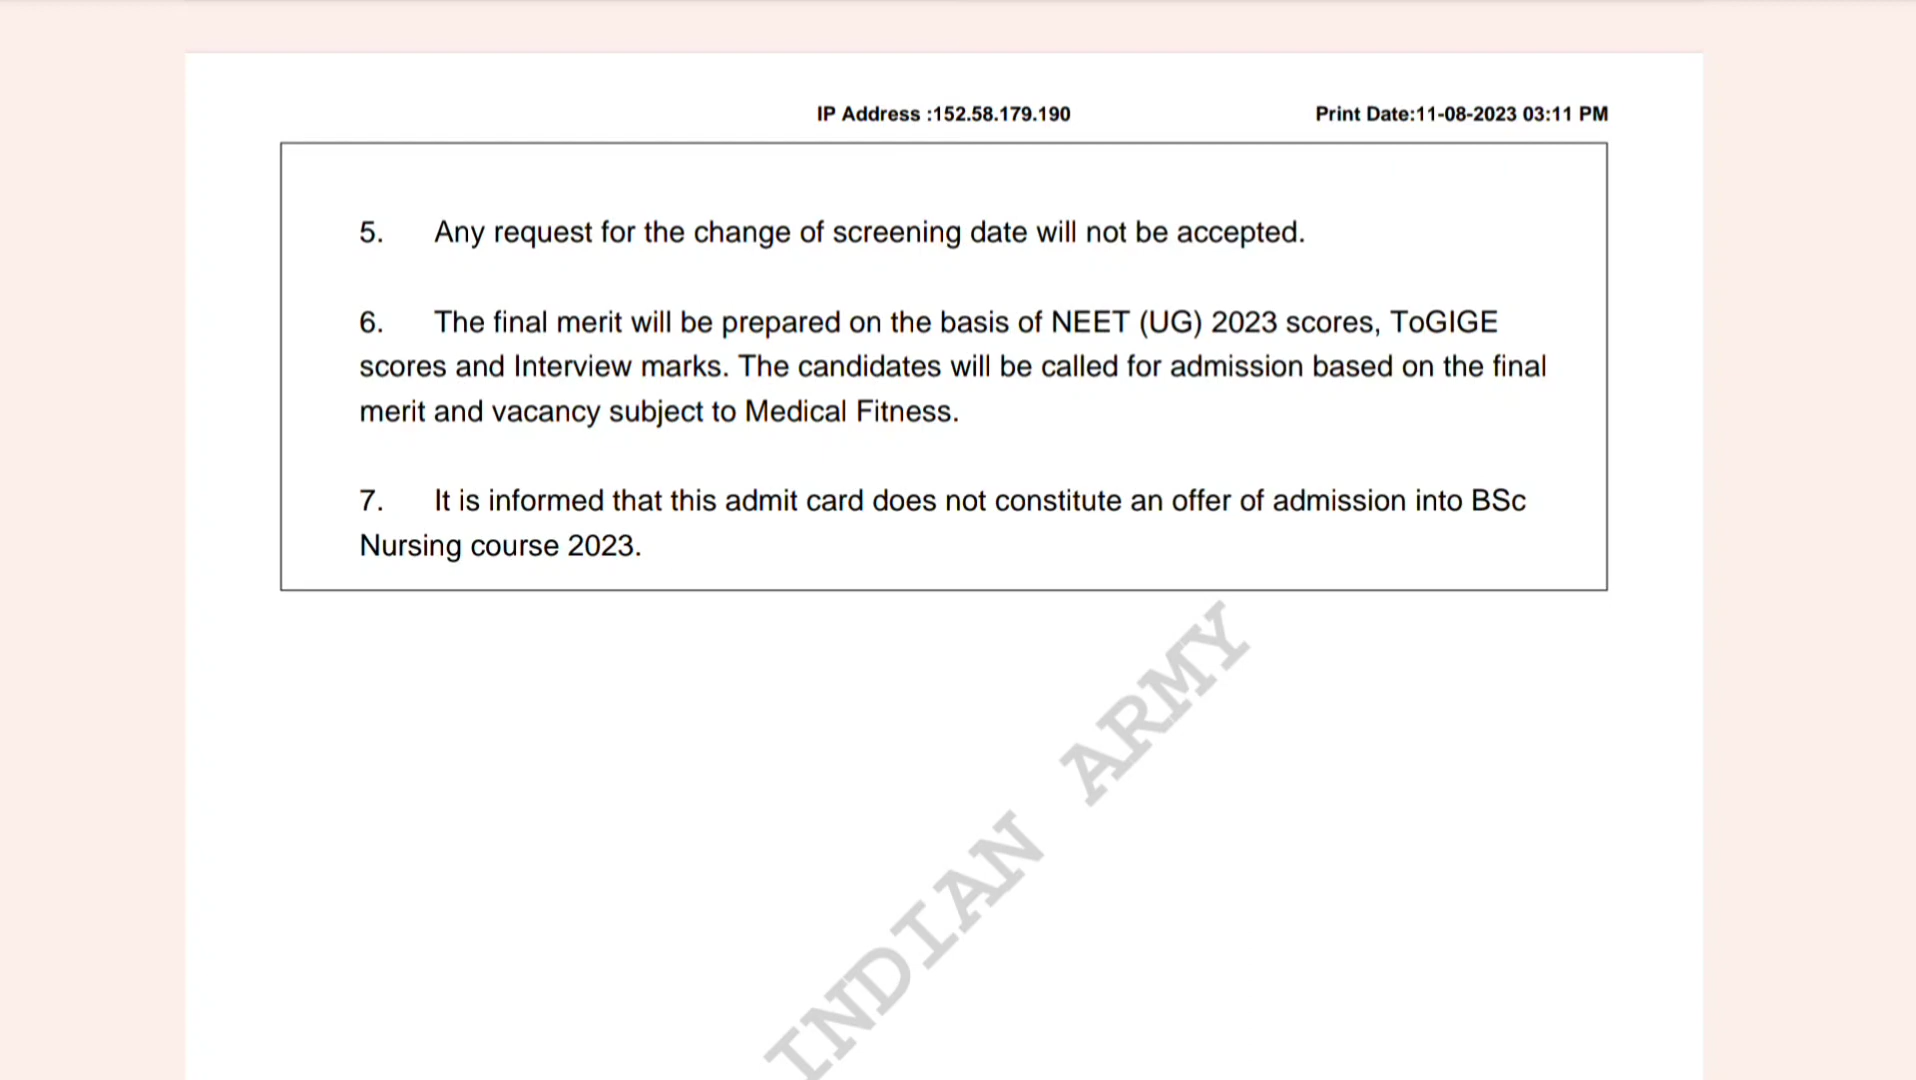 IP Address :152.58.179.190 Print Date:11-08-2023 03:11 PM
5. Any request for the change of screening date will not be accepted.
6. The final merit will be prepared on the basis of NEET (UG) 2023 scores, ToGIGE
scores and Interview marks. The candidates will be called for admission based on the final
merit and vacancy subject to Medical Fitness.
7. It is informed that this admit card does not constitute an offer of admission into BSc
Nursing course 2023.
INDIAN ARMY